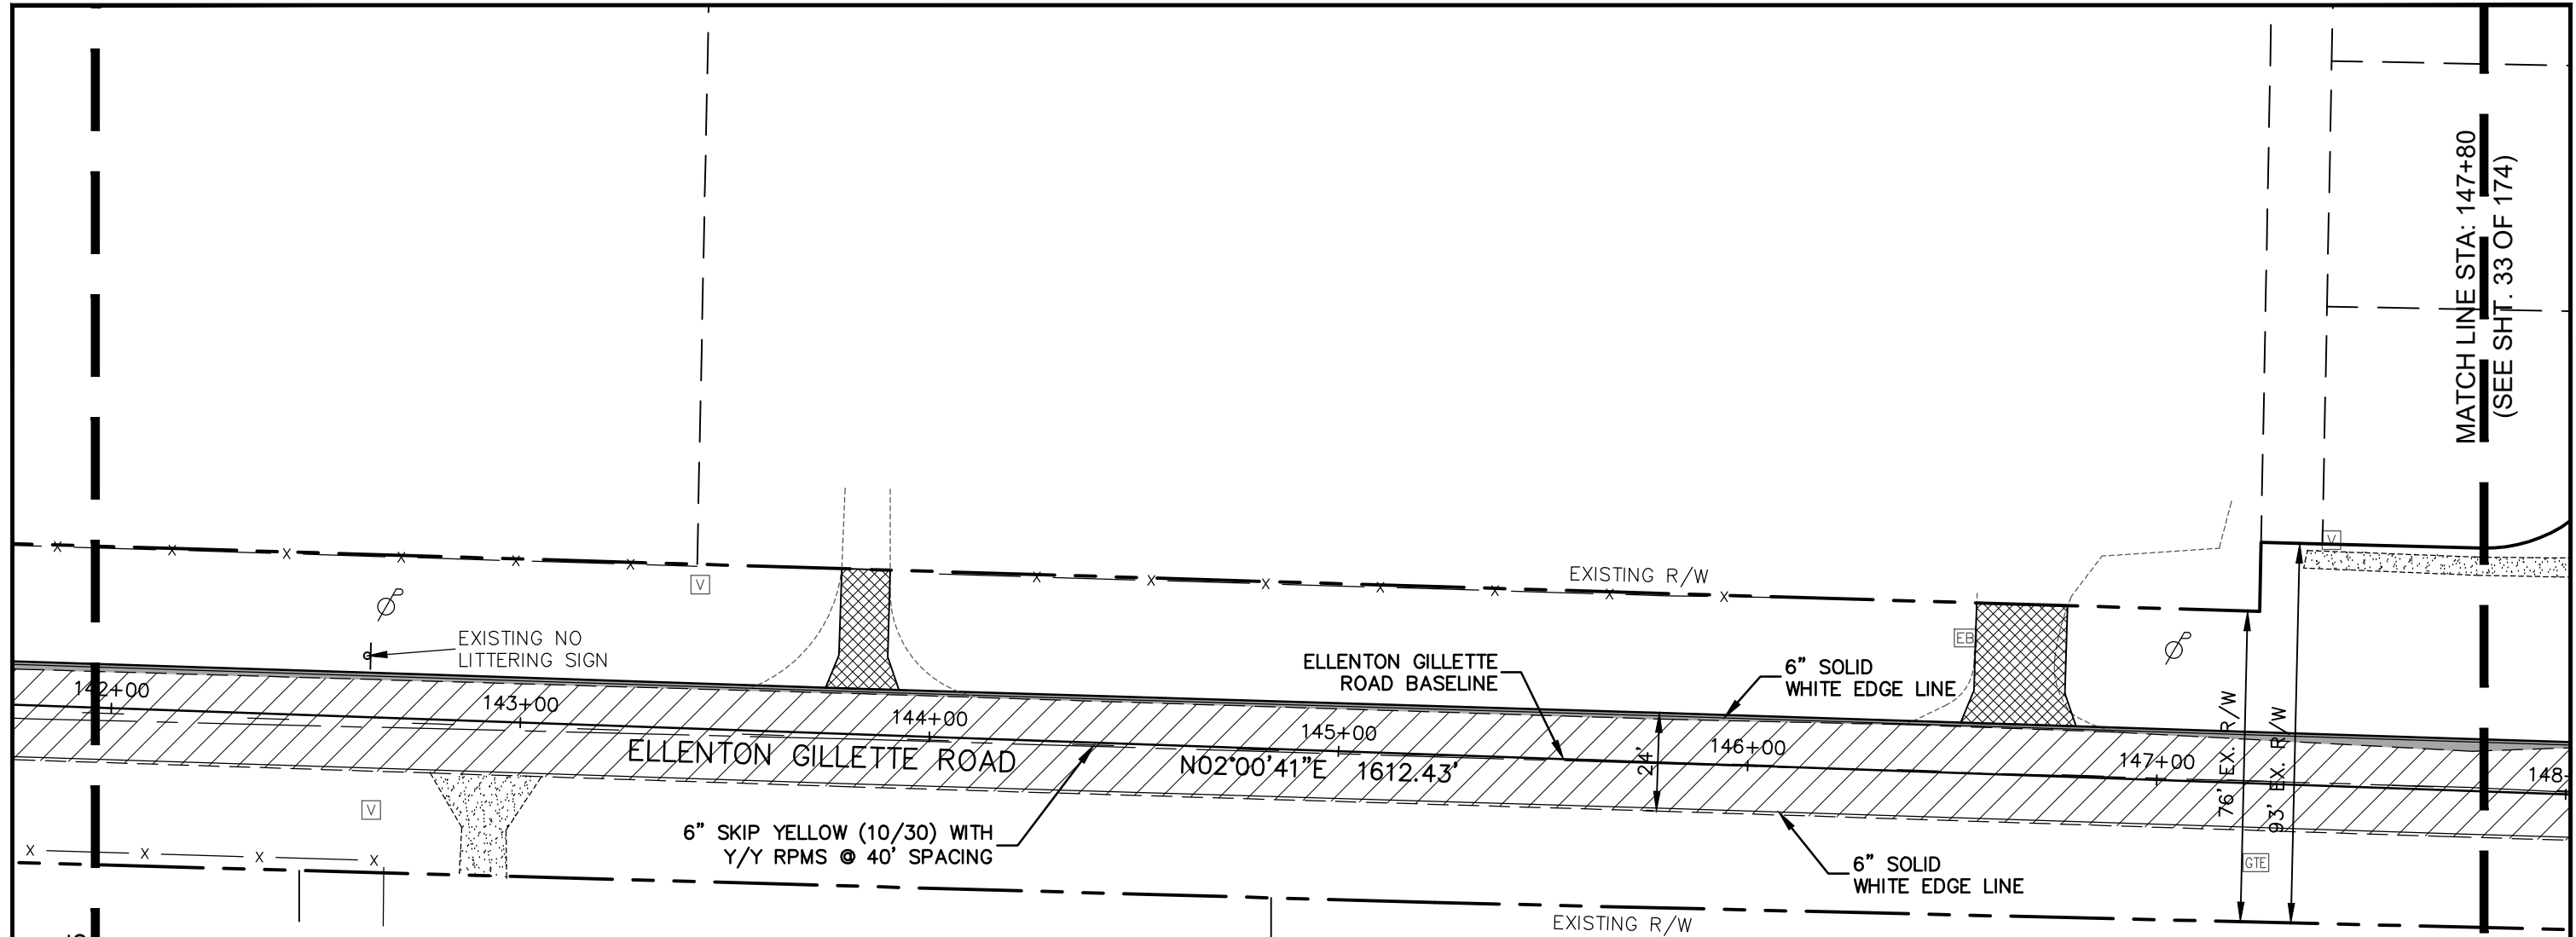 MATCH LINE STA: 147+80
(SEE SHT. 33 OF 174)
V
EXISTING R/W
V
EXISTING NO
LITTERING SIGN
EB
ELLENTON GILLETTE
ROAD BASELINE
6" SOLID
WHITE EDGE LINE
142+00
143+00
144+00
145+00
146+00
147+00
148+
ELLENTON GILLETTE ROAD
N02°00'41"E 1612.43'
24'
76' EX. R/W
93' EX. R/W
V
6" SKIP YELLOW (10/30) WITH
Y/Y RPMS @ 40' SPACING
6" SOLID
WHITE EDGE LINE
GTE
EXISTING R/W